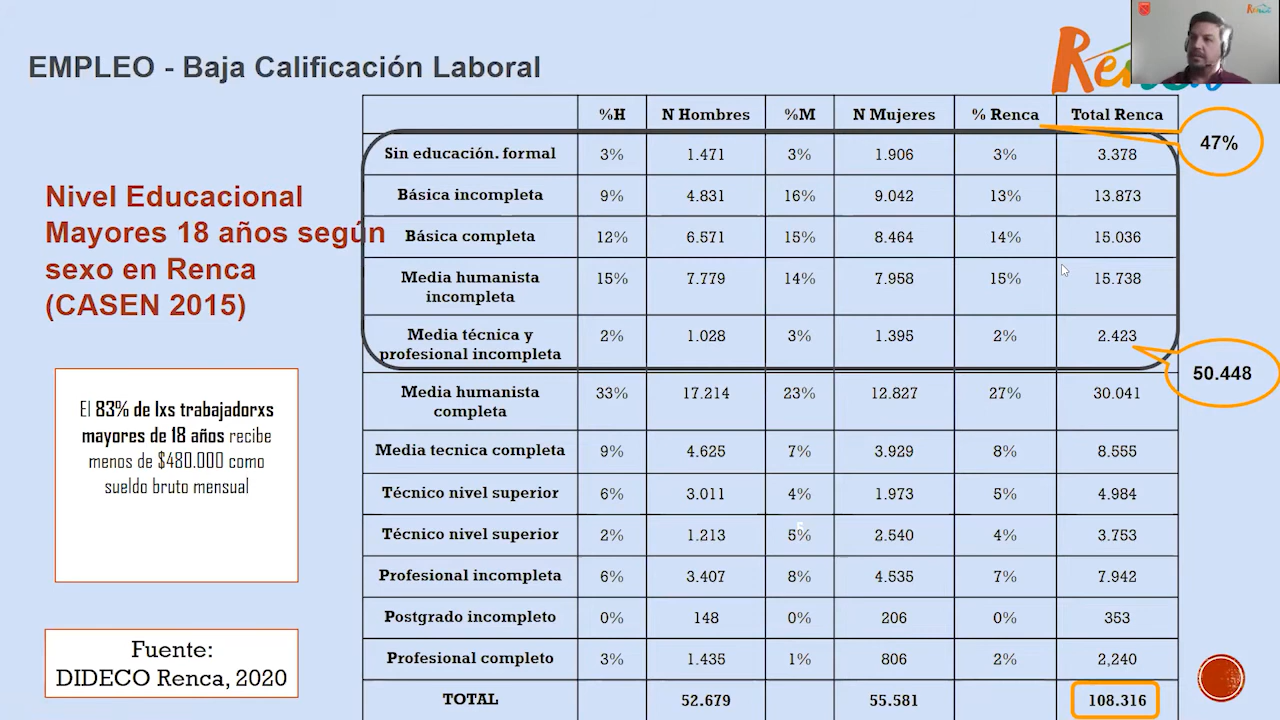 EMPLEO - Baja Calificación Laboral
Nivel Educacional
Mayores 18 años según
sexo en Renca
(CASEN 2015)
El 83% de lxs trabajadorxs
mayores de 18 años recibe
menos de $480.000 como
sueldo bruto mensual
Fuente:
DIDECO Renca, 2020
%H N Hombres %M N Mujeres % Renca Total Renca
Sin educación. formal 3% 1.471 3% 1.906 3% 3.378
Básica incompleta 9% 4.831 16% 9.042 13% 13.873
Básica completa 12% 6.571 15% 8.464 14% 15.036
Media humanista
incompleta 15% 7.779 14% 7.958 15% 15.738
Media técnica y
profesional incompleta 2% 1.028 3% 1.395 2% 2.423
Media humanista
completa 33% 17.214 23% 12.827 27% 30.041
Media tecnica completa 9% 4.625 7% 3.929 8% 8.555
Técnico nivel superior 6% 3.011 4% 1.973 5% 4.984
Técnico nivel superior 2% 1.213 5% 2.540 4% 3.753
Profesional incompleta 6% 3.407 8% 4.535 7% 7.942
Postgrado incompleto 0% 148 0% 206 0% 353
Profesional completo 3% 1.435 1% 806 2% 2,240
TOTAL 52.679 55.581 108.316
47%
50.448